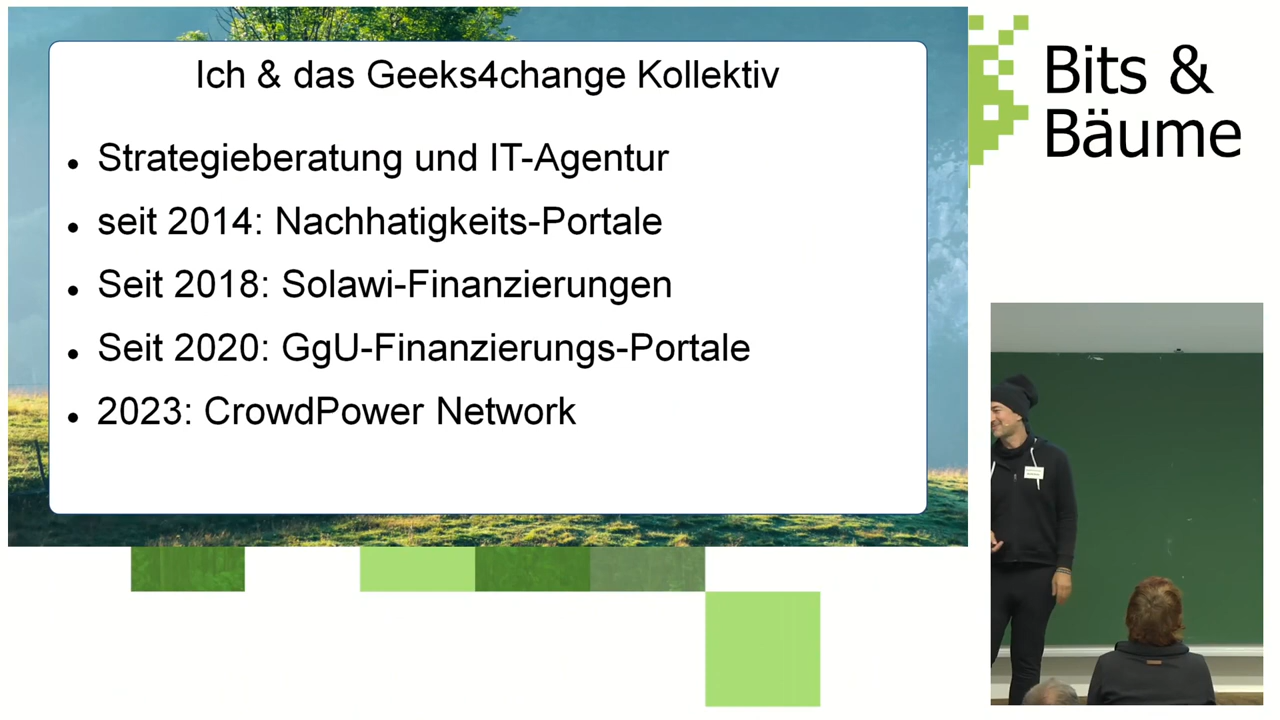 Ich & das Geeks4change Kollektiv
Strategieberatung und IT-Agentur
seit 2014: Nachhatigkeits-Portale
Seit 2018: Solawi-Finanzierungen
Seit 2020: GgU-Finanzierungs-Portale
2023: CrowdPower Network
Bits &
Bäume